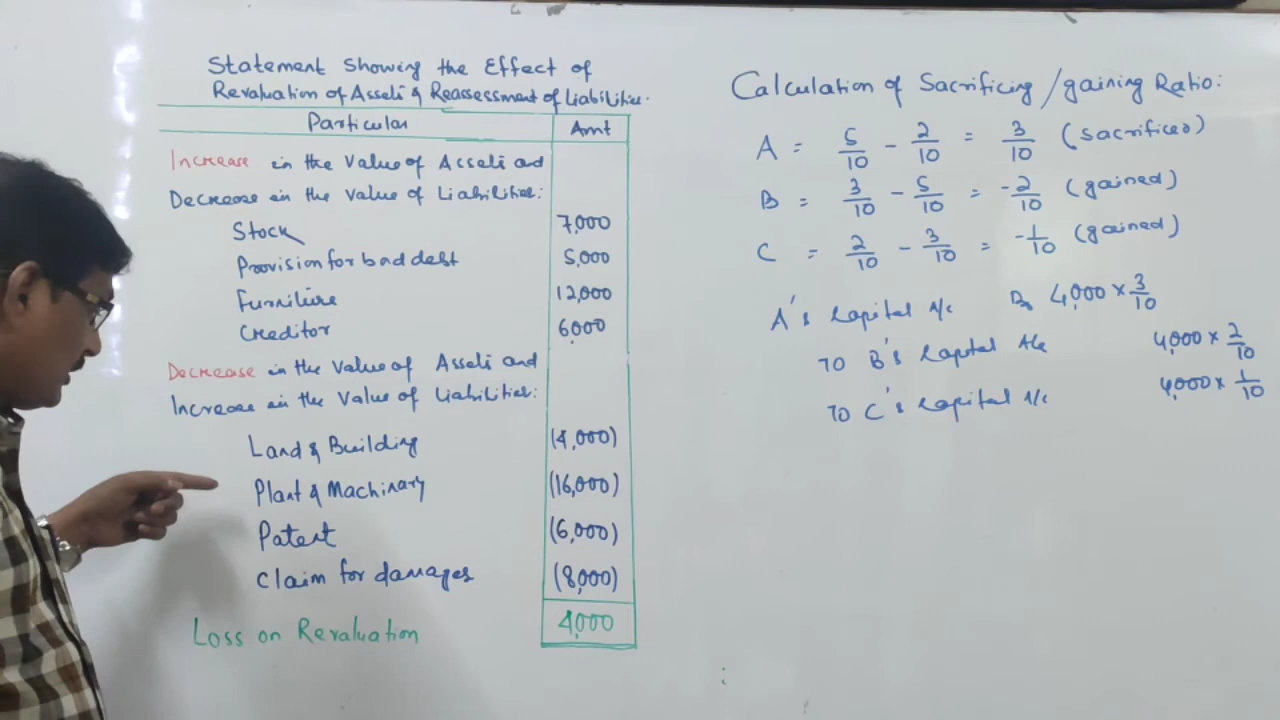 Statement Showing the Effect of
Revaluation of Assets & Reassessment of Liabilities.
Particular Amt
Increase in the Value of Assets and
Decrease in the Value of Liabilities:
Stock 7,000
Provision for bad debt 5,000
Furniture 12,000
Creditor 6,000
Decrease in the Value of Assets and
Increase in the Value of Liabilities:
Land & Building (4,000)
Plant & Machinary (16,000)
Patent (6,000)
Claim for damages (8,000)
Loss on Revaluation 4,000
Calculation of Sacrificing/gaining Ratio:
A = 5/10 - 2/10 = 3/10 (sacrifices)
B = 3/10 - 5/10 = -2/10 (gained)
C = 2/10 - 3/10 = -1/10 (gained)
A's Capital A/c Dr 4,000 × 3/10
TO B's Capital A/c 4,000 × 2/10
TO C's Capital A/c 4,000 × 1/10